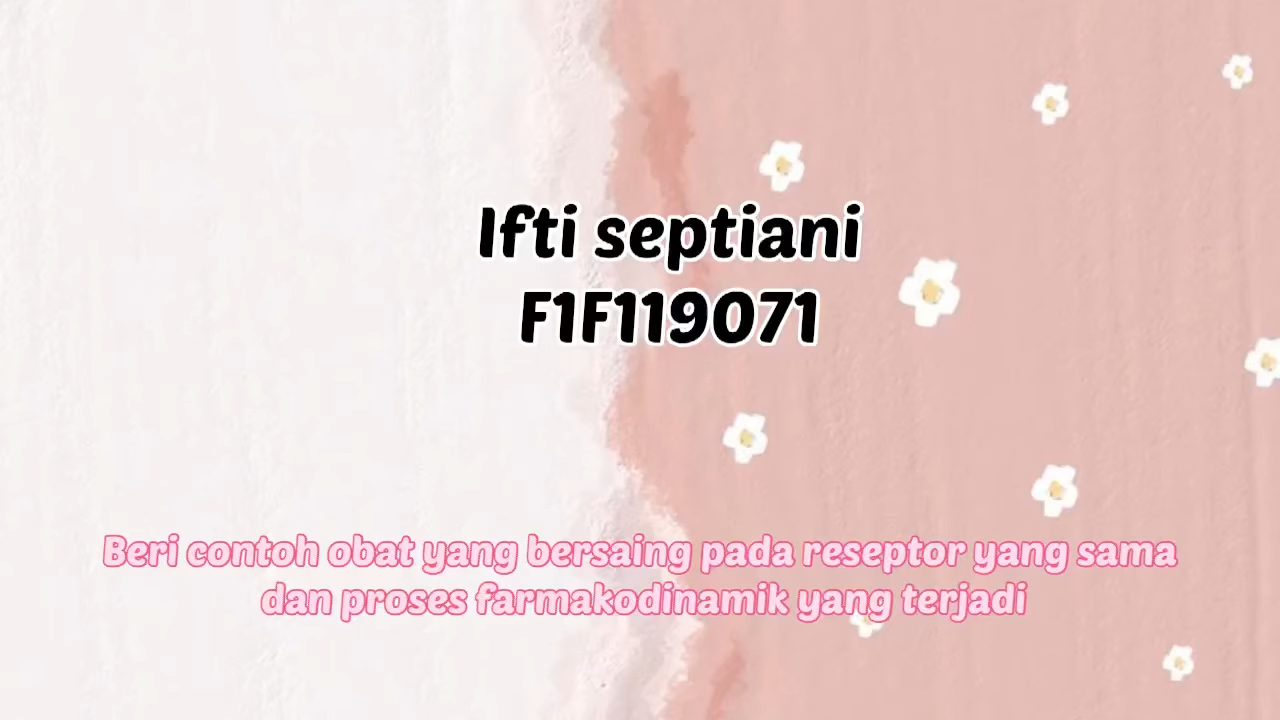 Ifti septiani
F1F119071
Beri contoh obat yang bersaing pada reseptor yang sama
dan proses farmakodinamik yang terjadi